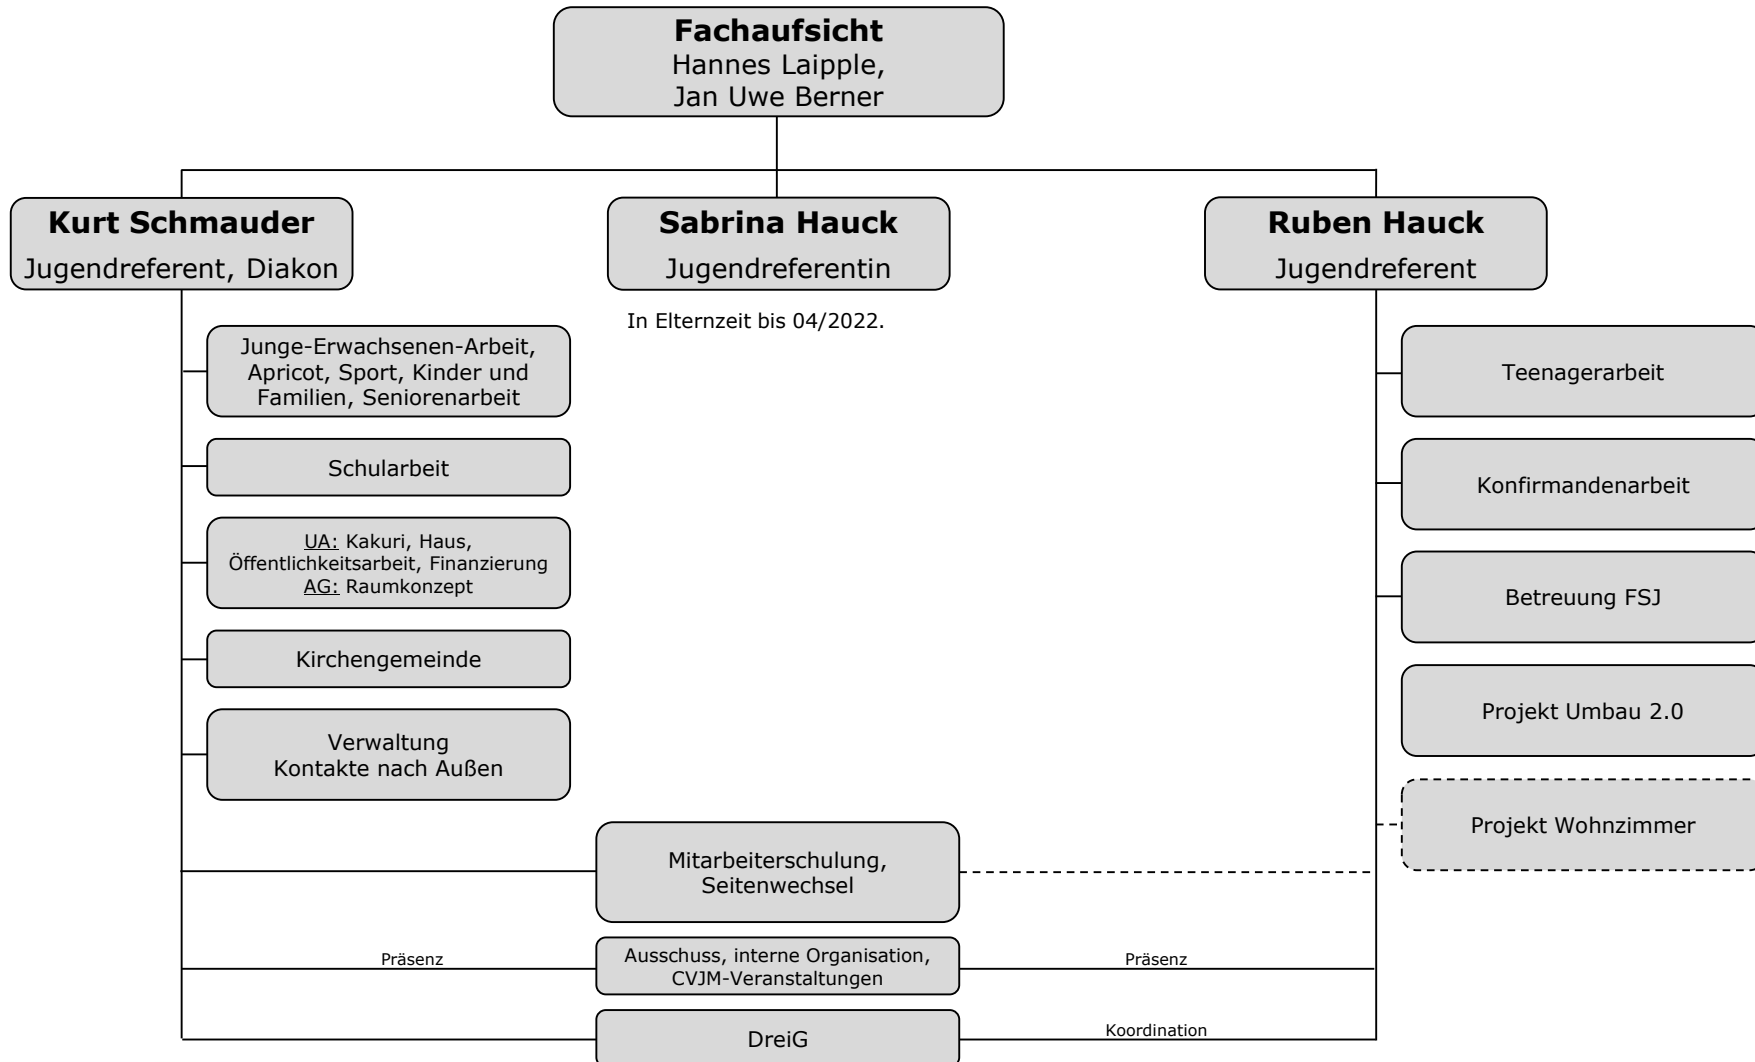 Fachaufsicht
Hannes Laipple,
Jan Uwe Berner
Kurt Schmauder
Jugendreferent, Diakon
Sabrina Hauck
Jugendreferentin
In Elternzeit bis 04/2022.
Ruben Hauck
Jugendreferent
Junge-Erwachsenen-Arbeit,
Apricot, Sport, Kinder und
Familien, Seniorenarbeit
Schularbeit
UA: Kakuri, Haus,
Öffentlichkeitsarbeit, Finanzierung
AG: Raumkonzept
Kirchengemeinde
Verwaltung
Kontakte nach Außen
Teenagerarbeit
Konfirmandenarbeit
Betreuung FSJ
Projekt Umbau 2.0
Projekt Wohnzimmer
Mitarbeiterschulung,
Seitenwechsel
Präsenz
Ausschuss, interne Organisation,
CVJM-Veranstaltungen
Präsenz
DreiG
Koordination